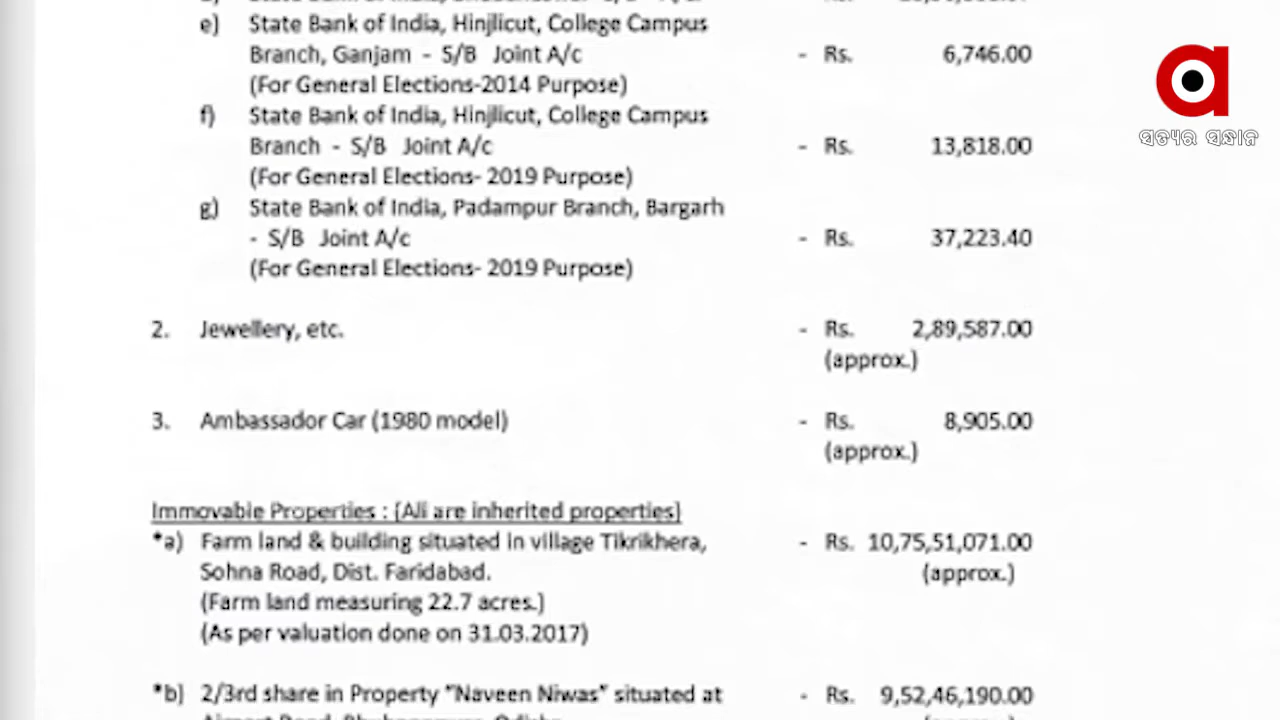 e) State Bank of India, Hinjlicut, College Campus
Branch, Ganjam - S/B Joint A/c - Rs. 6,746.00
(For General Elections-2014 Purpose)
f) State Bank of India, Hinjlicut, College Campus
Branch - S/B Joint A/c - Rs. 13,818.00
(For General Elections- 2019 Purpose)
g) State Bank of India, Padampur Branch, Bargarh
- S/B Joint A/c - Rs. 37,223.40
(For General Elections- 2019 Purpose)
2. Jewellery, etc. - Rs. 2,89,587.00
(approx.)
3. Ambassador Car (1980 model) - Rs. 8,905.00
(approx.)
Immovable Properties : (All are inherited properties)
*a) Farm land & building situated in village Tikrikhera, - Rs. 10,75,51,071.00
Sohna Road, Dist. Faridabad. (approx.)
(Farm land measuring 22.7 acres.)
(As per valuation done on 31.03.2017)
*b) 2/3rd share in Property "Naveen Niwas" situated at - Rs. 9,52,46,190.00
a
ସତ୍ୟର ସନ୍ଧାନ